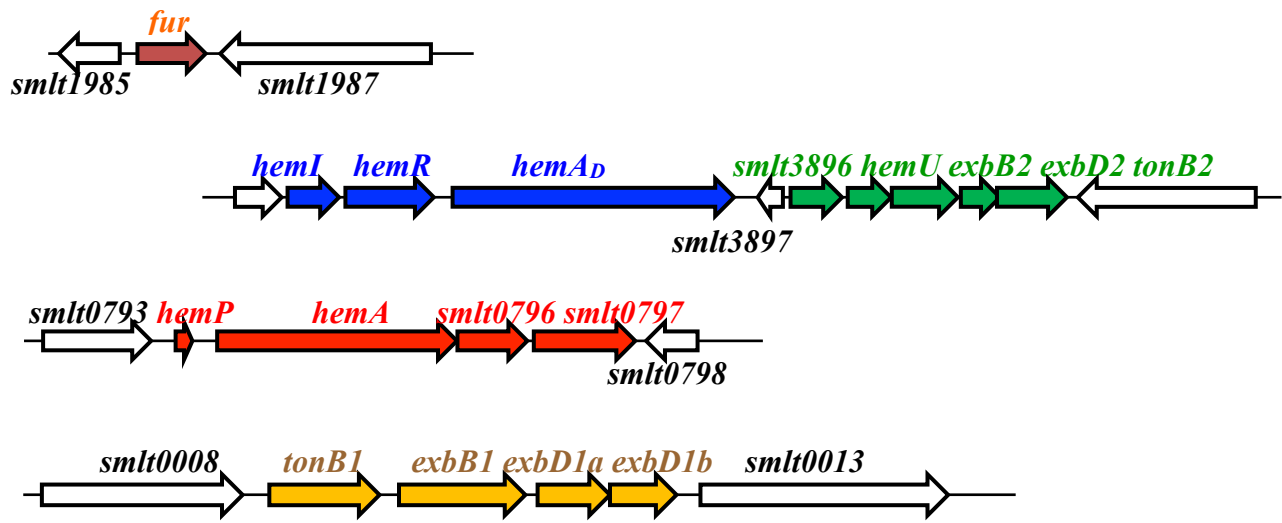 fur
smlt1985 smlt1987
hemI hemR hemAD smlt3896 hemU exbB2 exbD2 tonB2
smlt3897
smlt0793 hemP hemA smlt0796 smlt0797
smlt0798
smlt0008 tonB1 exbB1 exbD1a exbD1b smlt0013